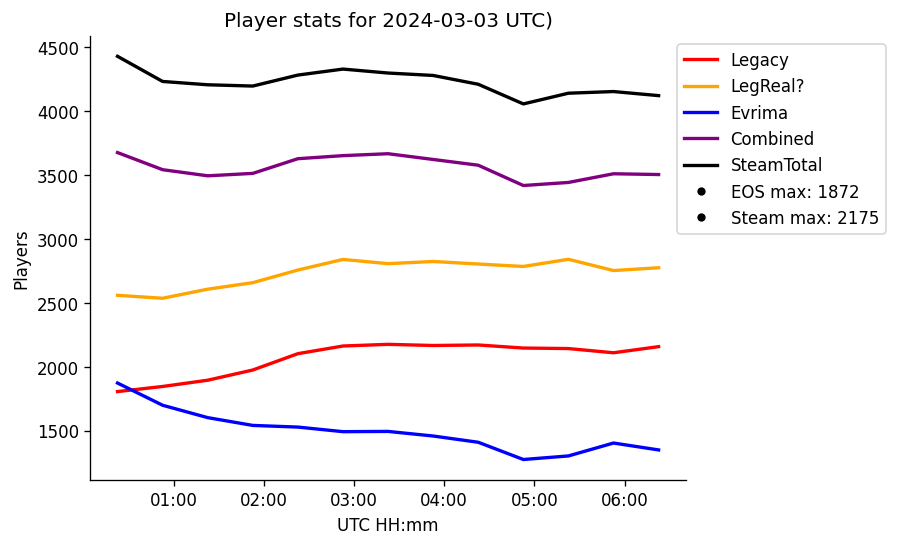 Player stats for 2024-03-03 UTC)
4500
4000
3500
3000
2500
2000
1500
Players
01:00 02:00 03:00 04:00 05:00 06:00
UTC HH:mm
Legacy
LegReal?
Evrima
Combined
SteamTotal
EOS max: 1872
Steam max: 2175